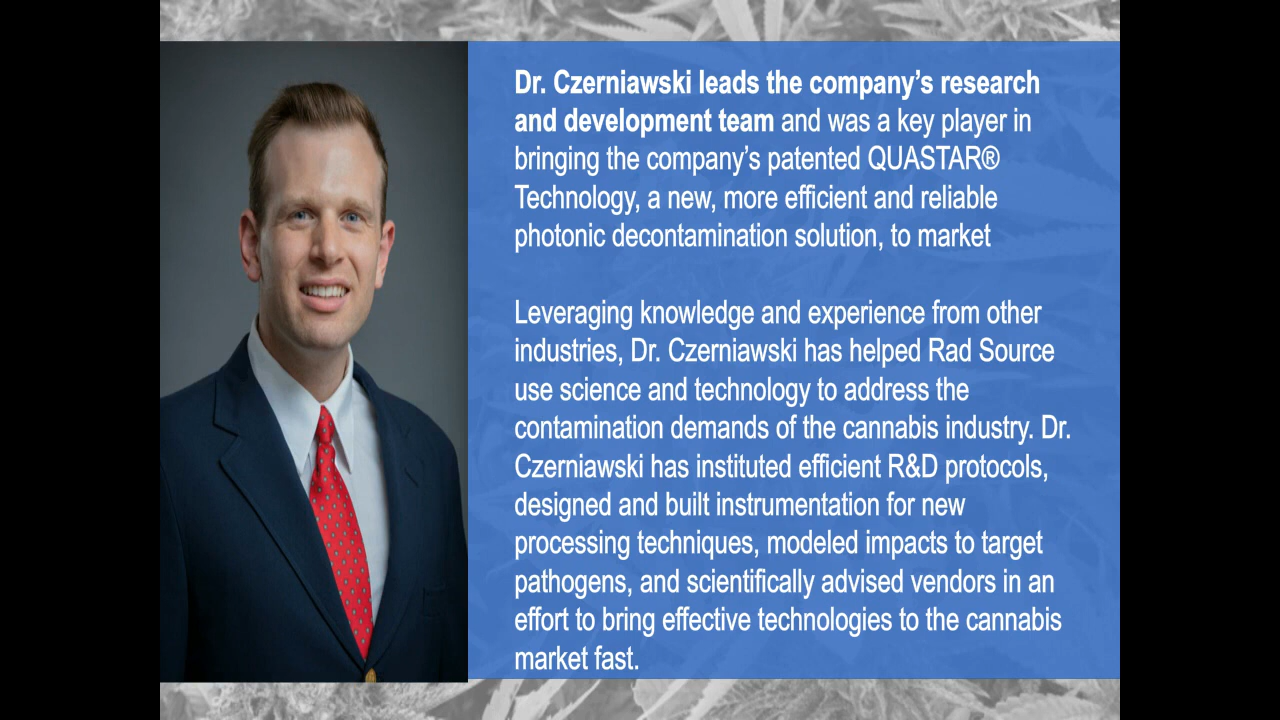 Dr. Czerniawski leads the company’s research
and development team and was a key player in
bringing the company’s patented QUASTAR®
Technology, a new, more efficient and reliable
photonic decontamination solution, to market
Leveraging knowledge and experience from other
industries, Dr. Czerniawski has helped Rad Source
use science and technology to address the
contamination demands of the cannabis industry. Dr.
Czerniawski has instituted efficient R&D protocols,
designed and built instrumentation for new
processing techniques, modeled impacts to target
pathogens, and scientifically advised vendors in an
effort to bring effective technologies to the cannabis
market fast.